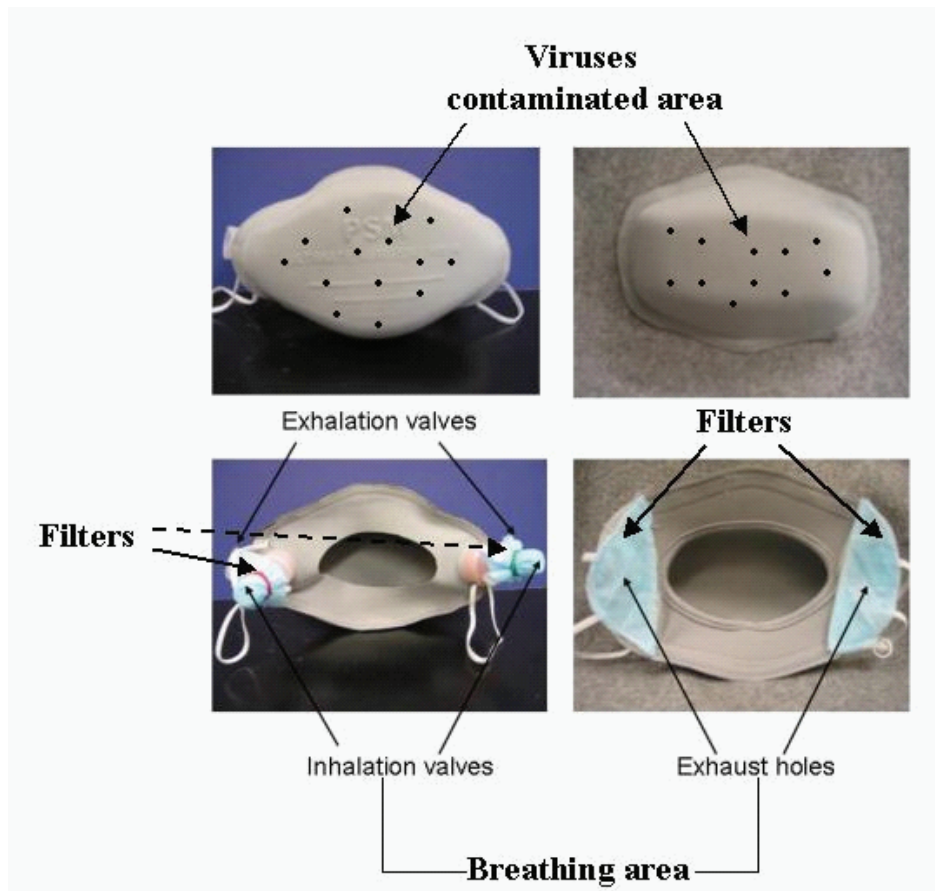 Viruses
contaminated area
Exhalation valves
Filters
Filters
Inhalation valves
Exhaust holes
Breathing area